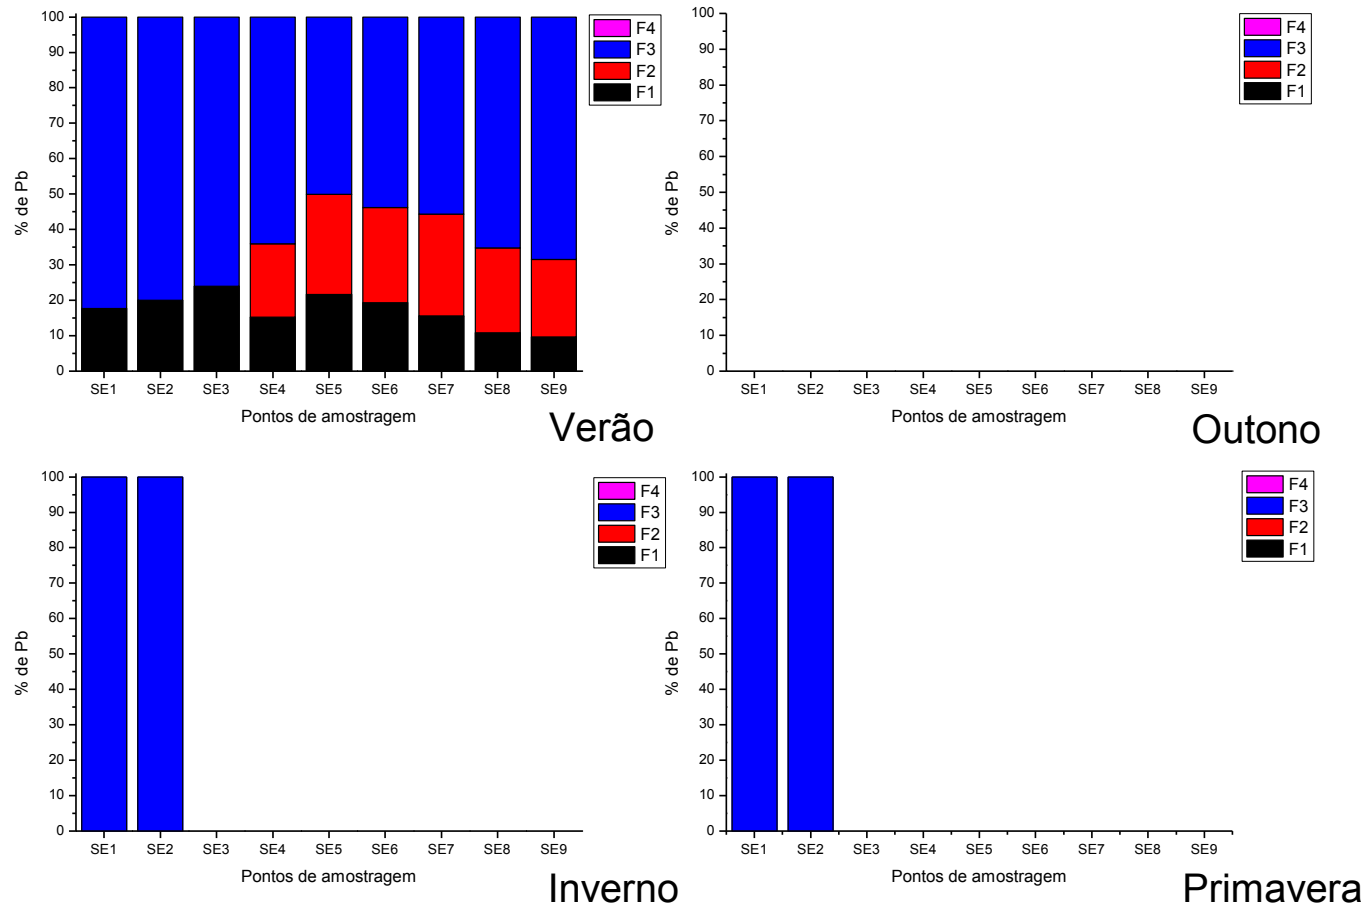 100
90
80
70
60
50
40
30
20
10
0
% de Pb
F4
F3
F2
F1
SE1 SE2 SE3 SE4 SE5 SE6 SE7 SE8 SE9
Pontos de amostragem
Verão
100
90
80
70
60
50
40
30
20
10
0
% de Pb
F4
F3
F2
F1
SE1 SE2 SE3 SE4 SE5 SE6 SE7 SE8 SE9
Pontos de amostragem
Outono
100
90
80
70
60
50
40
30
20
10
0
% de Pb
F4
F3
F2
F1
SE1 SE2 SE3 SE4 SE5 SE6 SE7 SE8 SE9
Pontos de amostragem
Inverno
100
90
80
70
60
50
40
30
20
10
0
% de Pb
F4
F3
F2
F1
SE1 SE2 SE3 SE4 SE5 SE6 SE7 SE8 SE9
Pontos de amostragem
Primavera